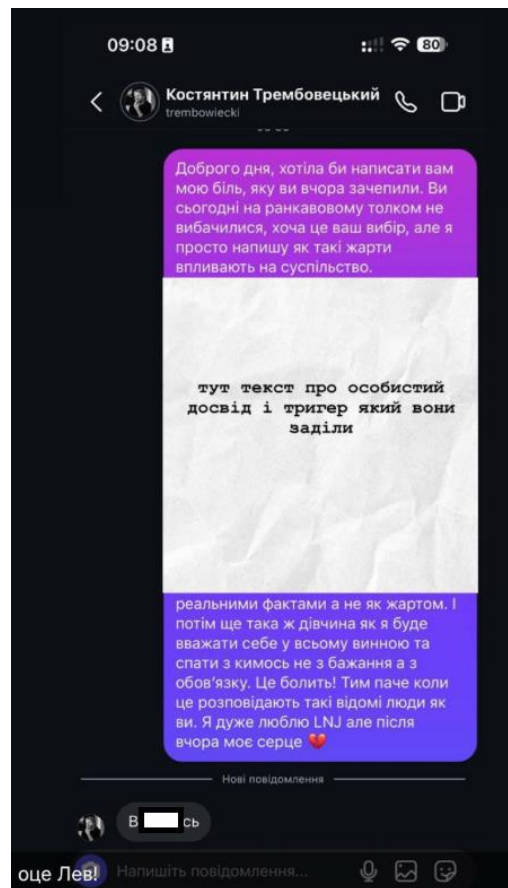 09:08
80
Костянтин Трембовецький
trembowiecki
Доброго дня, хотіла би написати вам
мою біль, яку ви вчора зачепили. Ви
сьогодні на ранкавовому толком не
вибачилися, хоча це ваш вибір, але я
просто напишу як такі жарти
впливають на суспільство.
тут текст про особистий
досвід і тригер який вони
заділи
реальними фактами а не як жартом. І
потім ще така ж дівчина як я буде
вважати себе у всьому винною та
спати з кимось не з бажання а з
обов'язку. Це болить! Тим паче коли
це розповідають такі відомі люди як
ви. Я дуже люблю LNJ але після
вчора моє серце 💔
Нові повідомлення
В сь
оце Лев!
Напишіть повідомлення...